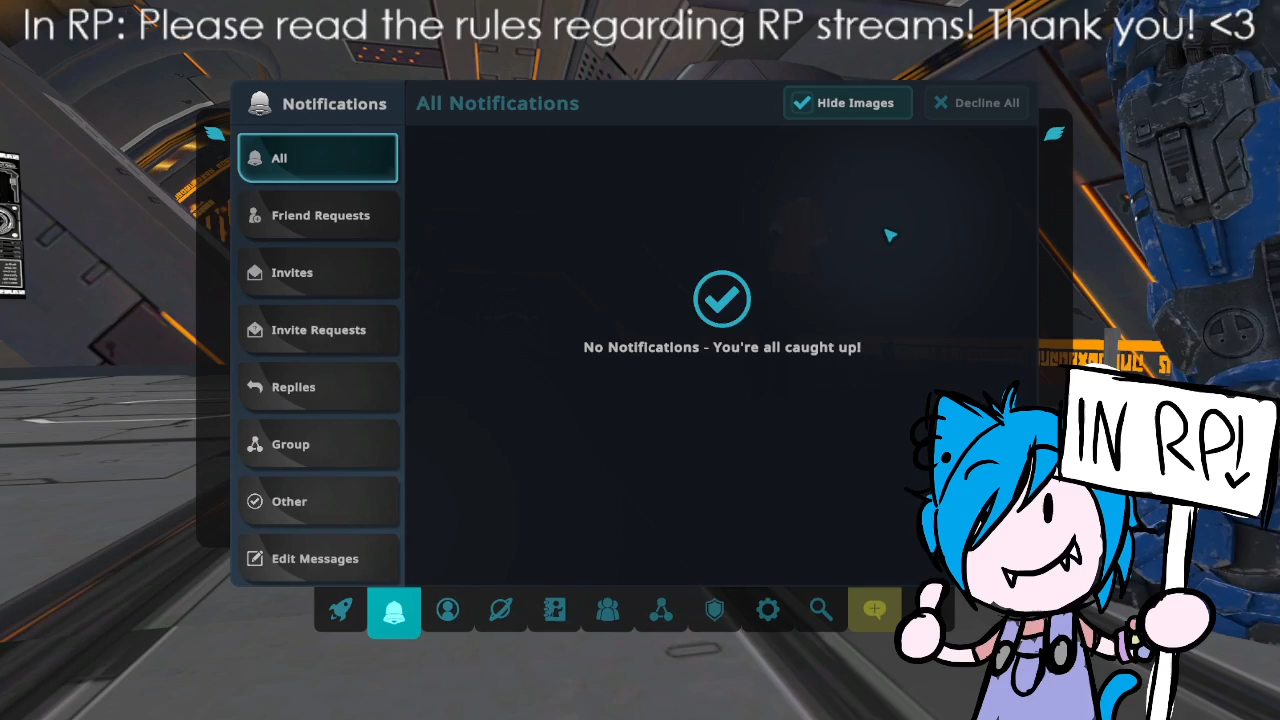 In RP: Please read the rules regarding RP streams! Thank you! <3
Notifications
All Notifications
Hide Images
Decline All
All
Friend Requests
Invites
Invite Requests
Replies
Group
Other
Edit Messages
No Notifications - You're all caught up!
IN RP!